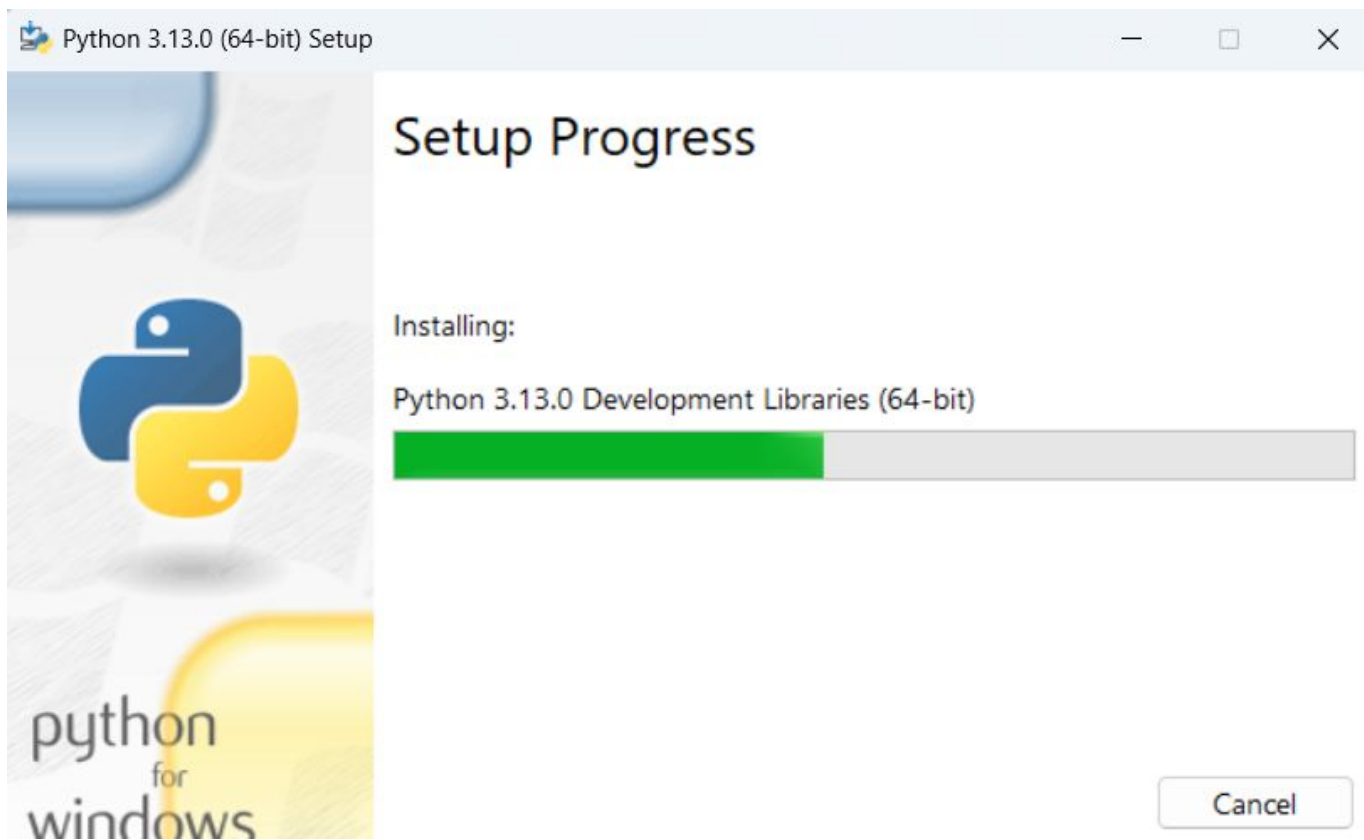 Python 3.13.0 (64-bit) Setup
Setup Progress
Installing:
Python 3.13.0 Development Libraries (64-bit)
python
for
windows
Cancel